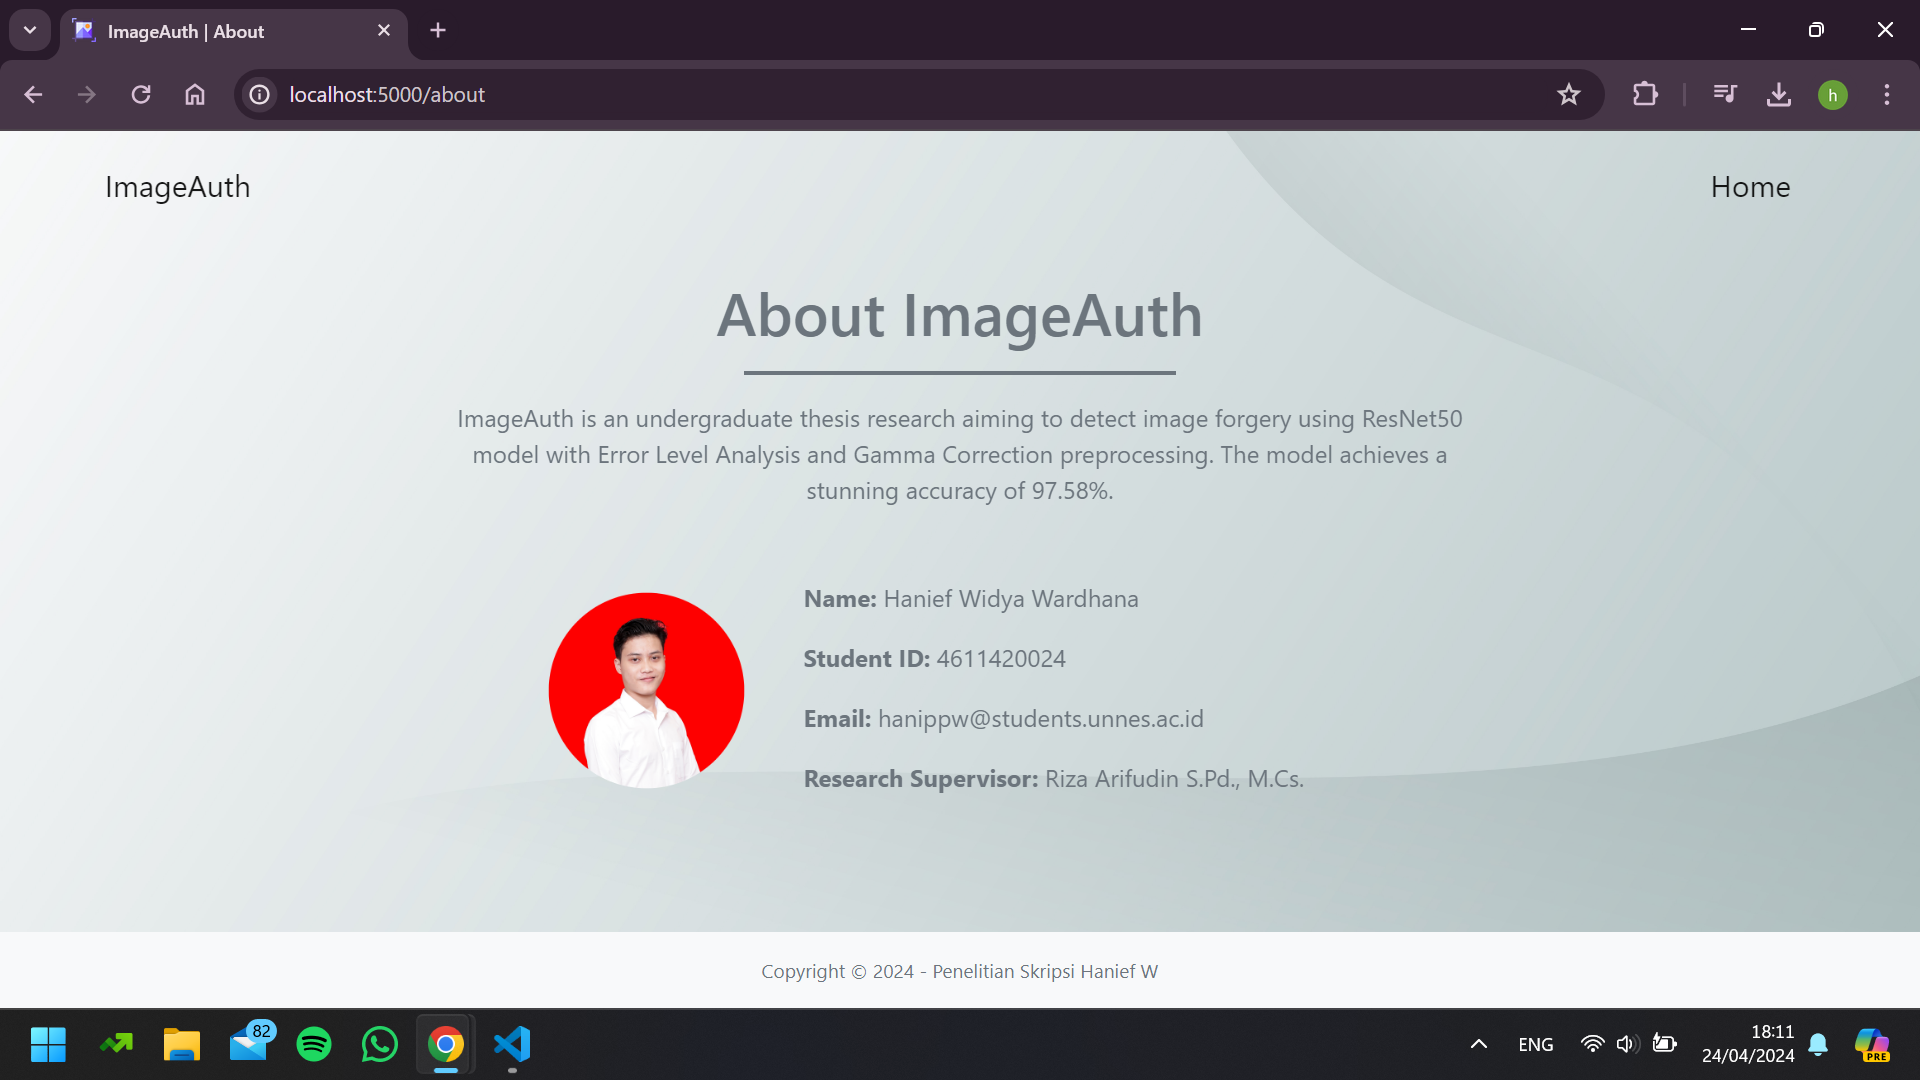 ImageAuth | About
localhost:5000/about
h
ImageAuth
Home
About ImageAuth
ImageAuth is an undergraduate thesis research aiming to detect image forgery using ResNet50
model with Error Level Analysis and Gamma Correction preprocessing. The model achieves a
stunning accuracy of 97.58%.
Name: Hanief Widya Wardhana
Student ID: 4611420024
Email: hanippw@students.unnes.ac.id
Research Supervisor: Riza Arifudin S.Pd., M.Cs.
Copyright © 2024 - Penelitian Skripsi Hanief W
82
ENG
18:11
24/04/2024
PRE